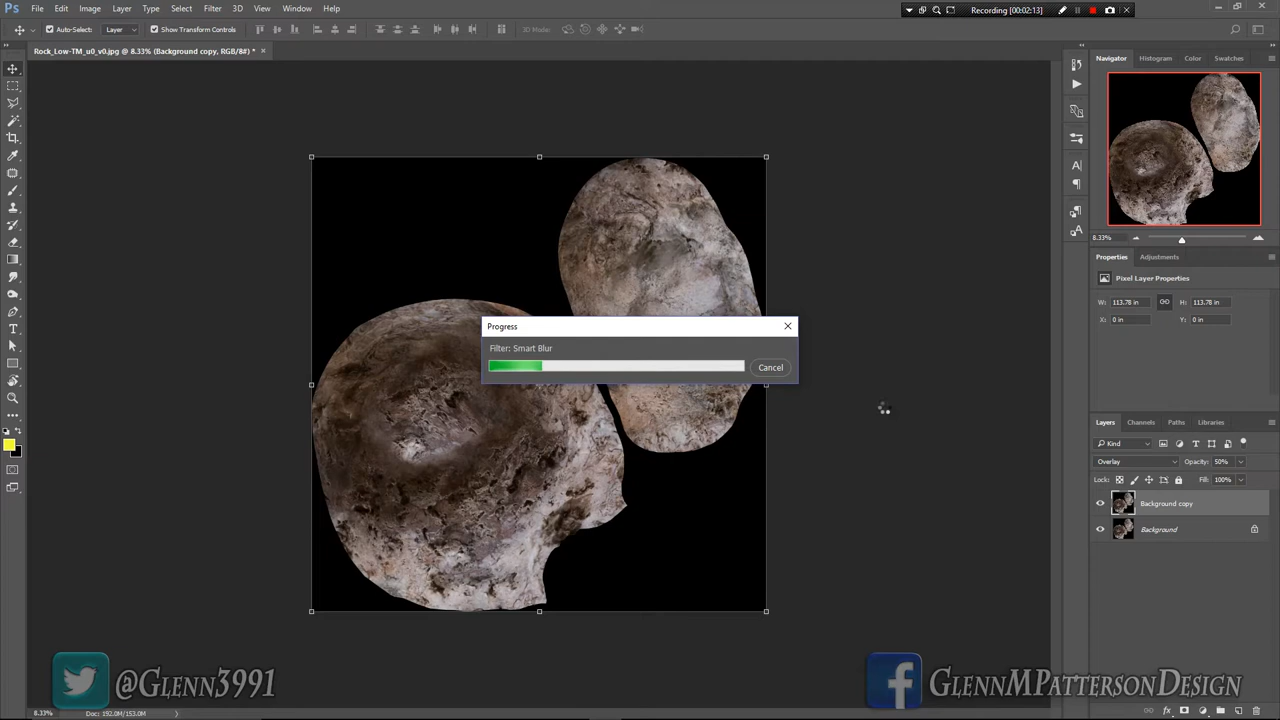 Ps File Edit Image Layer Type Select Filter 3D View Window Help
Recording [00:02:13]
Auto-Select: Layer Show Transform Controls 3D Mode:
Rock_Low-TM_u0_v0.jpg @ 8.33% (Background copy, RGB/8#) * ×
Navigator Histogram Color Swatches
8.33%
Properties Adjustments
Pixel Layer Properties
W: 113.78 in H: 113.78 in
X: 0 in Y: 0 in
Progress
Filter: Smart Blur
Cancel
Layers Channels Paths Libraries
Kind
Overlay Opacity: 50%
Lock: Fill: 100%
Background copy
Background
@Glenn3991
GlennMPattersonDesign
8.33% Doc: 192.0M/153.0M